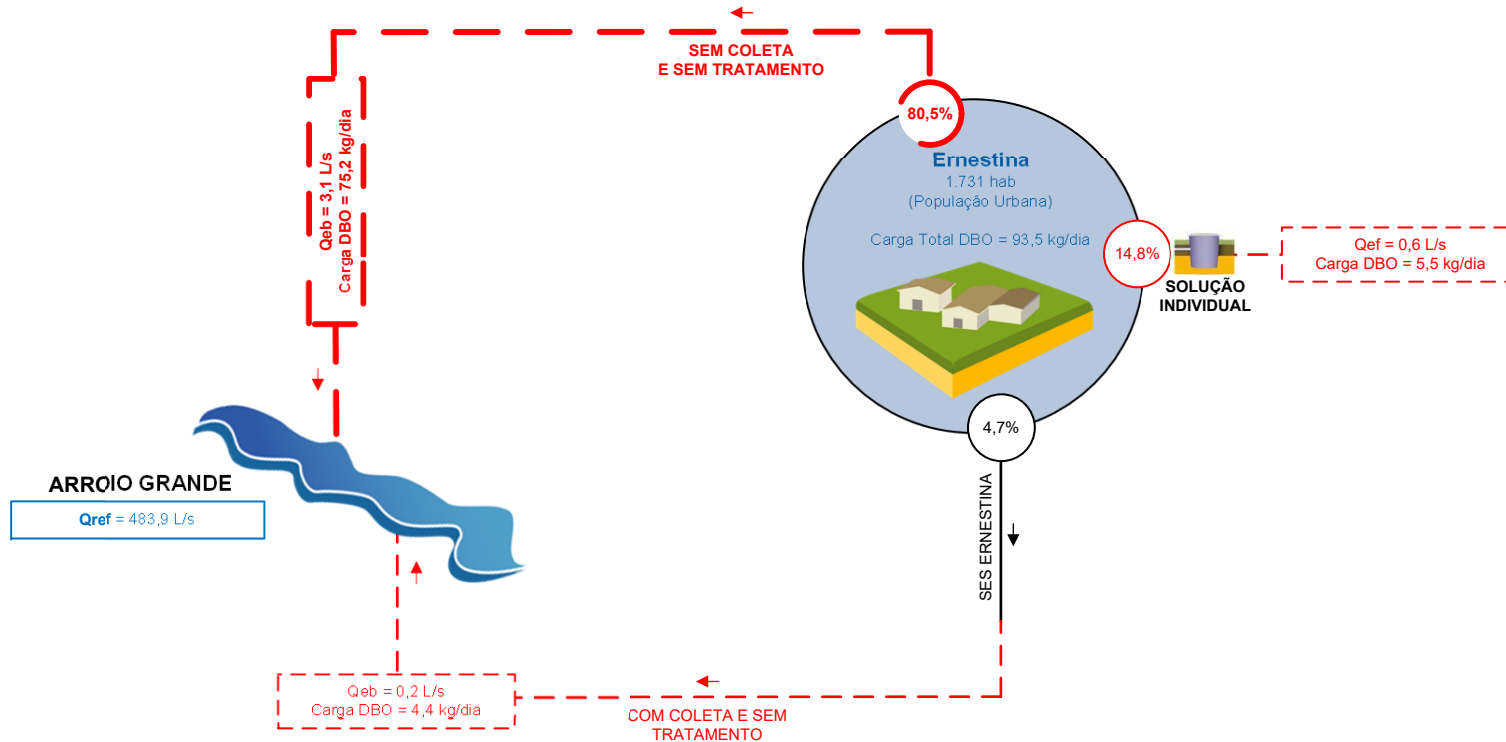 SEM COLETA
E SEM TRATAMENTO
80,5%
Ernestina
1.731 hab
(População Urbana)
Carga Total DBO = 93,5 kg/dia
14,8%
SOLUÇÃO
INDIVIDUAL
Qef = 0,6 L/s
Carga DBO = 5,5 kg/dia
4,7%
SES ERNESTINA
Qeb = 3,1 L/s
Carga DBO = 75,2 kg/dia
ARROIO GRANDE
Qref = 483,9 L/s
Qeb = 0,2 L/s
Carga DBO = 4,4 kg/dia
COM COLETA E SEM
TRATAMENTO